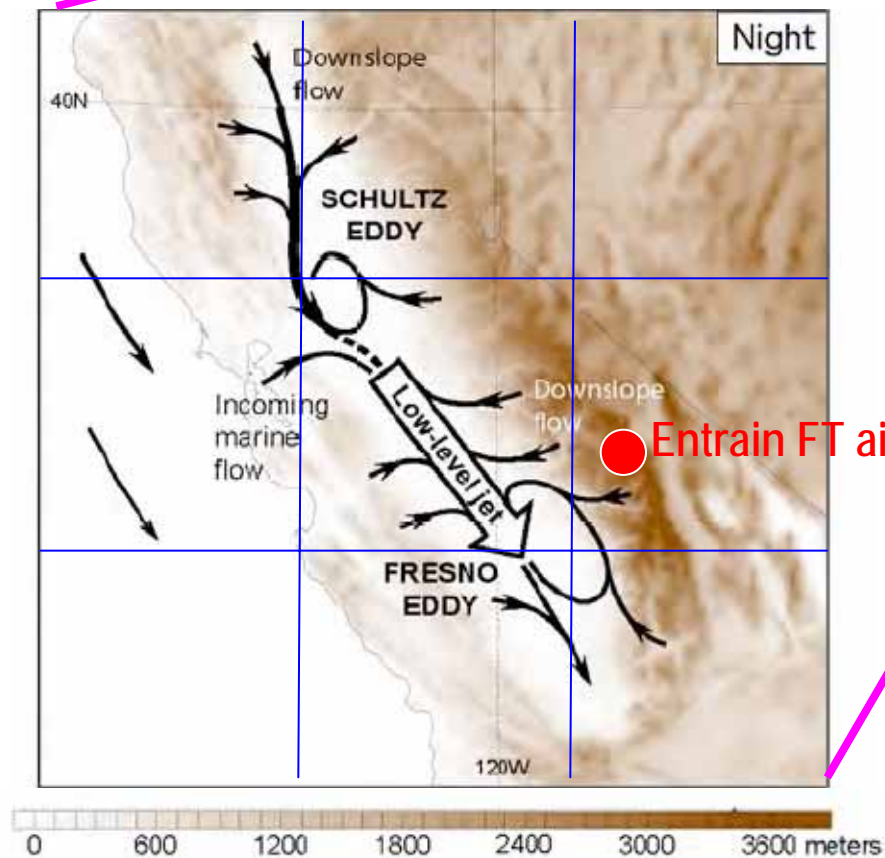 Night
Downslope
flow
40N
SCHULTZ
EDDY
Incoming
marine
flow
Low-level jet
Downslope
flow
Entrain FT ai
FRESNO
EDDY
120W
0 600 1200 1800 2400 3000 3600 meters